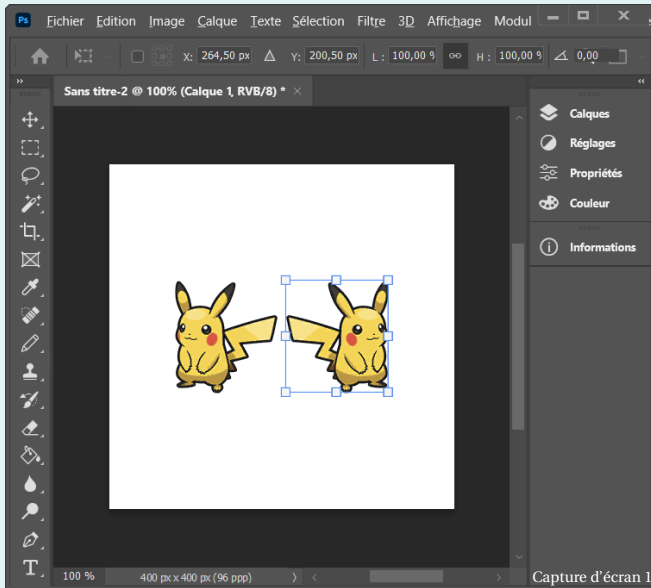 Ps Fichier Edition Image Calque Texte Sélection Filtre 3D Affichage Modul
X: 264,50 px Δ Y: 200,50 px L : 100,00 % H : 100,00 % 0,00
Sans titre-2 @ 100% (Calque 1, RVB/8) * ×
Calques
Réglages
Propriétés
Couleur
Informations
T
100 % 400 px x 400 px (96 ppp)
Capture d'écran 1